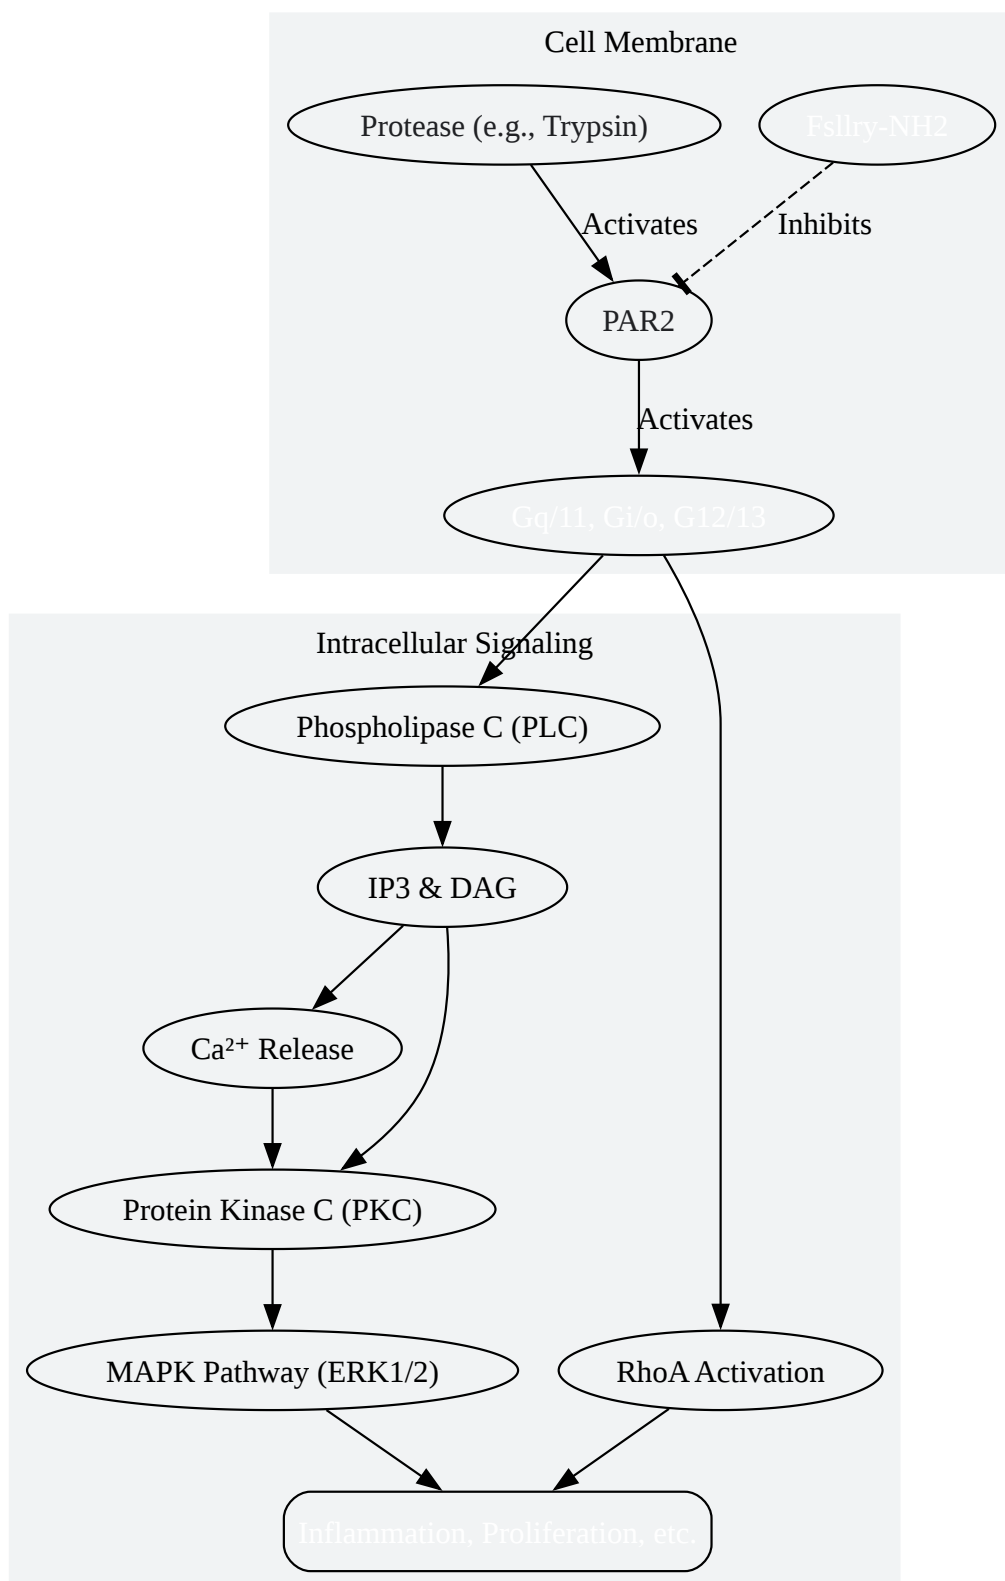 Cell Membrane
Protease (e.g., Trypsin)
Fsllry-NH2
Activates
Inhibits
PAR2
Activates
Gq/11, Gi/o, G12/13
Intracellular Signaling
Phospholipase C (PLC)
IP3 & DAG
Ca²⁺ Release
Protein Kinase C (PKC)
MAPK Pathway (ERK1/2)
RhoA Activation
Inflammation, Proliferation, etc.